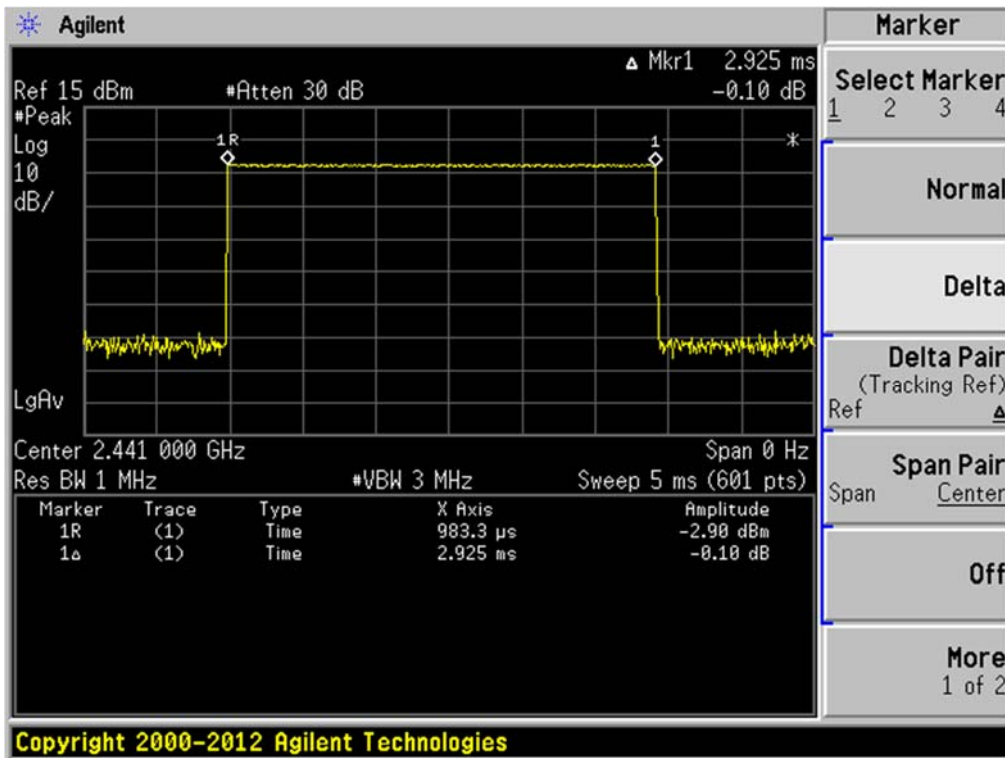 Agilent
Marker
Δ Mkr1 2.925 ms
Ref 15 dBm #Atten 30 dB -0.10 dB
#Peak
Log
10
dB/
1R
1
*
LgAv
Center 2.441 000 GHz Span 0 Hz
Res BW 1 MHz #VBW 3 MHz Sweep 5 ms (601 pts)
Marker Trace Type X Axis Amplitude
1R (1) Time 983.3 µs -2.90 dBm
1Δ (1) Time 2.925 ms -0.10 dB
Select Marker
1 2 3 4
Normal
Delta
Delta Pair
(Tracking Ref)
Ref Δ
Span Pair
Span Center
Off
More
1 of 2
Copyright 2000-2012 Agilent Technologies